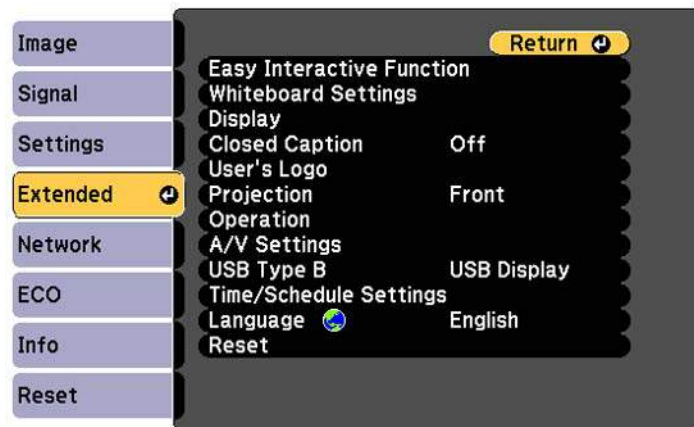 Image
Signal
Settings
Extended
Network
ECO
Info
Reset
Return
Easy Interactive Function
Whiteboard Settings
Display
Closed Caption Off
User's Logo
Projection Front
Operation
A/V Settings
USB Type B USB Display
Time/Schedule Settings
Language English
Reset